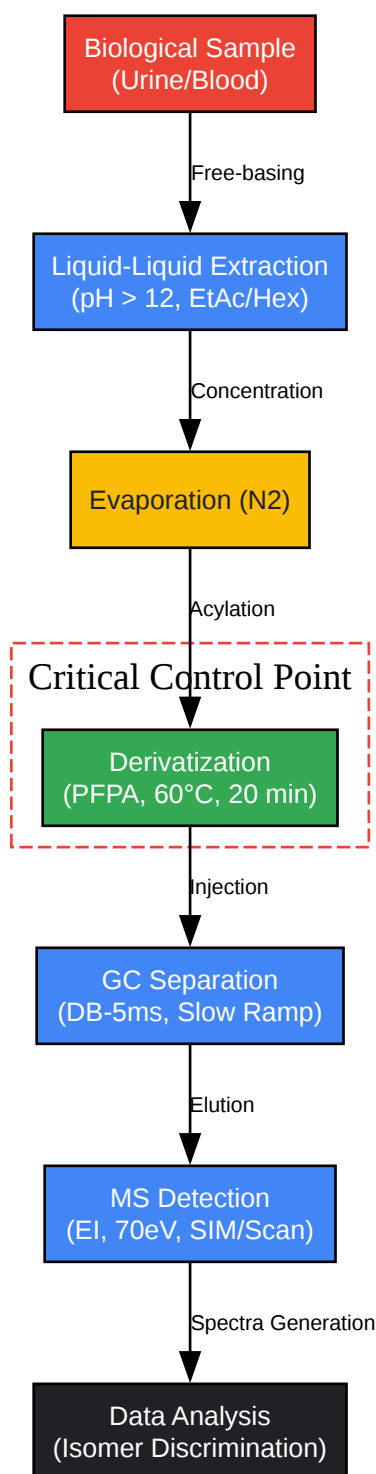 Biological Sample
(Urine/Blood)
Free-basing
Liquid-Liquid Extraction
(pH > 12, EtAc/Hex)
Concentration
Evaporation (N2)
Acylation
Critical Control Point
Derivatization
(PFPA, 60°C, 20 min)
Injection
GC Separation
(DB-5ms, Slow Ramp)
Elution
MS Detection
(EI, 70eV, SIM/Scan)
Spectra Generation
Data Analysis
(Isomer Discrimination)